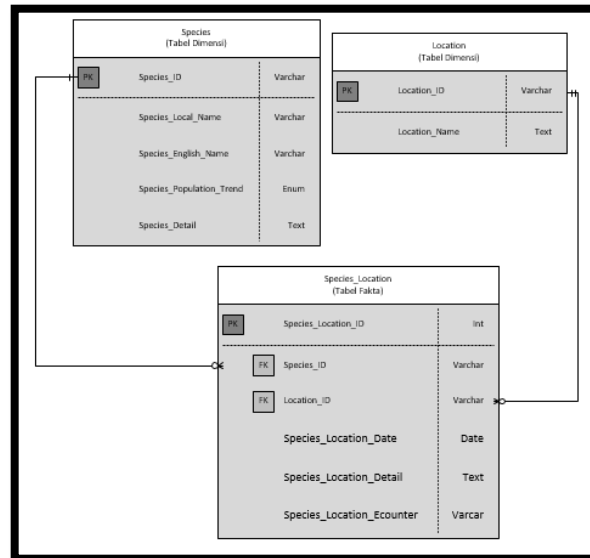 Species
(Tabel Dimensi)
PK Species_ID Varchar
Species_Local_Name Varchar
Species_English_Name Varchar
Species_Population_Trend Enum
Species_Detail Text
Location
(Tabel Dimensi)
PK Location_ID Varchar
Location_Name Text
Species_Location
(Tabel Fakta)
PK Species_Location_ID Int
FK Species_ID Varchar
FK Location_ID Varchar
Species_Location_Date Date
Species_Location_Detail Text
Species_Location_Ecounter Varcar